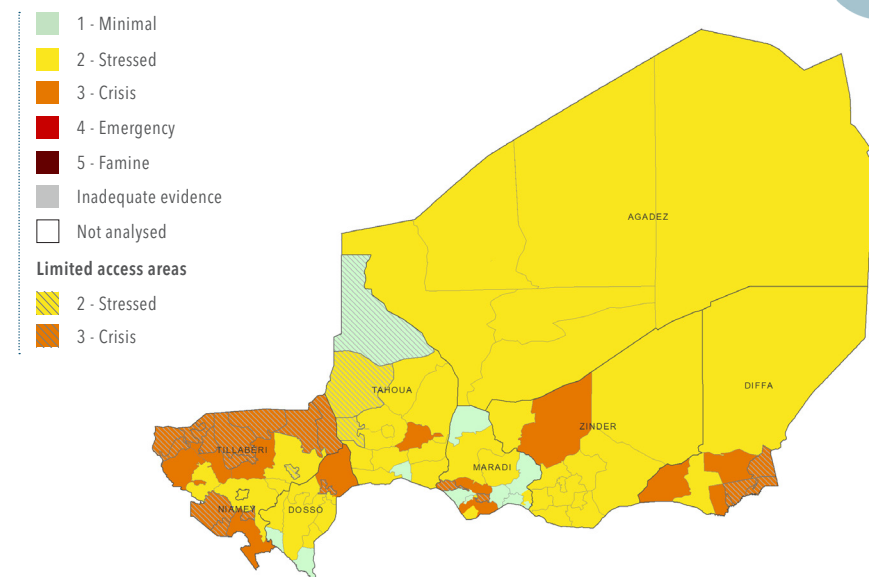 1 - Minimal
2 - Stressed
3 - Crisis
4 - Emergency
5 - Famine
Inadequate evidence
Not analysed
Limited access areas
2 - Stressed
3 - Crisis
AGADEZ
DIFFA
TAHOUA
ZINDER
TILLABERI
MARADI
NIAMEY
DOSSO